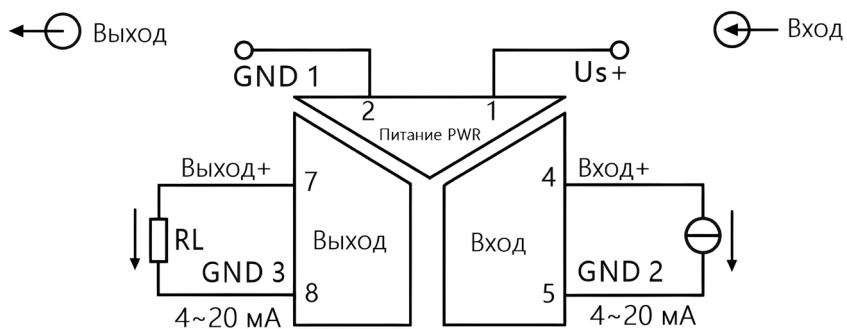 Выход
Вход
GND 1
Us+
2
1
Питание PWR
Выход+
7
4
Вход+
RL
Выход
Вход
GND 3
8
5
GND 2
4~20 мА
4~20 мА